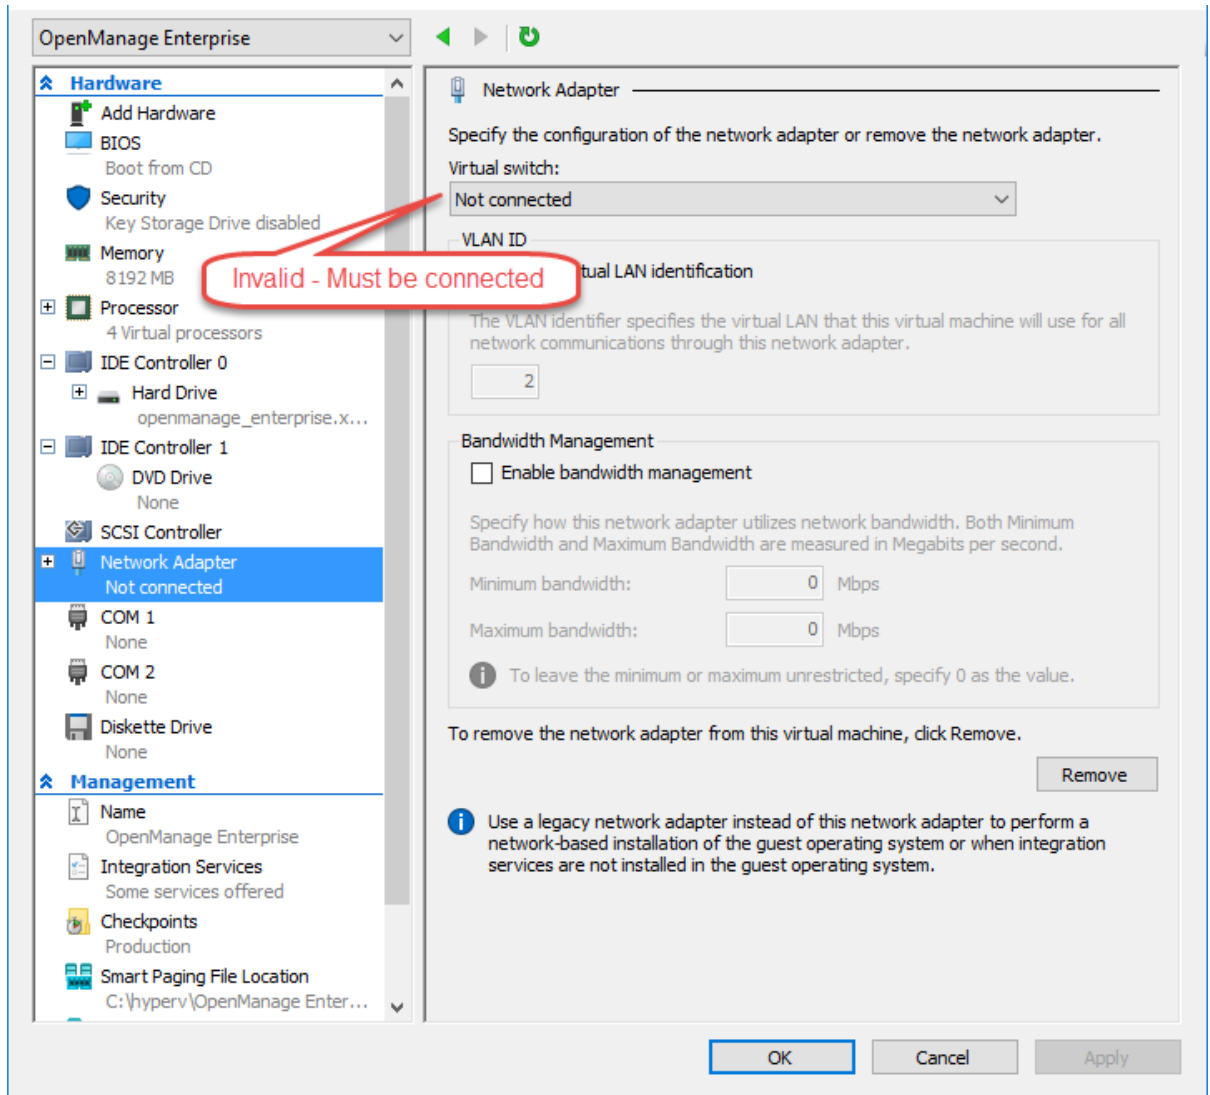 OpenManage Enterprise
Hardware
Add Hardware
BIOS
Boot from CD
Security
Key Storage Drive disabled
Memory
8192 MB
Processor
4 Virtual processors
IDE Controller 0
Hard Drive
openmanage_enterprise.x...
IDE Controller 1
DVD Drive
None
SCSI Controller
Network Adapter
Not connected
COM 1
None
COM 2
None
Diskette Drive
None
Management
Name
OpenManage Enterprise
Integration Services
Some services offered
Checkpoints
Production
Smart Paging File Location
C:\hyperv\OpenManage Enter...
Network Adapter
Specify the configuration of the network adapter or remove the network adapter.
Virtual switch:
Not connected
Invalid - Must be connected
VLAN ID
tual LAN identification
The VLAN identifier specifies the virtual LAN that this virtual machine will use for all
network communications through this network adapter.
2
Bandwidth Management
Enable bandwidth management
Specify how this network adapter utilizes network bandwidth. Both Minimum
Bandwidth and Maximum Bandwidth are measured in Megabits per second.
Minimum bandwidth: 0 Mbps
Maximum bandwidth: 0 Mbps
To leave the minimum or maximum unrestricted, specify 0 as the value.
To remove the network adapter from this virtual machine, click Remove.
Remove
Use a legacy network adapter instead of this network adapter to perform a
network-based installation of the guest operating system or when integration
services are not installed in the guest operating system.
OK Cancel Apply